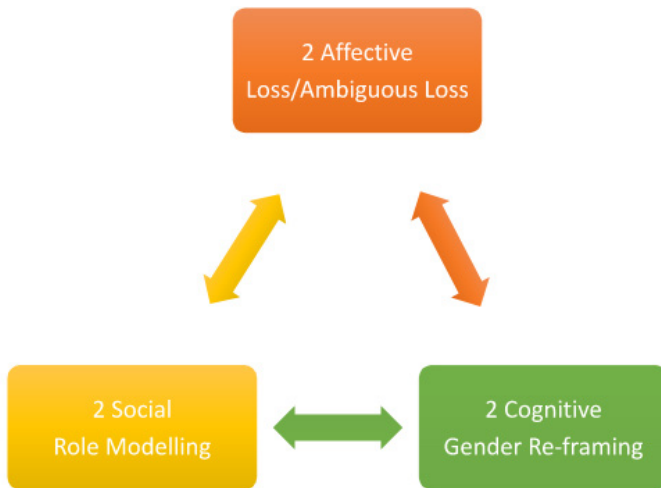 2 Affective
Loss/Ambiguous Loss
2 Social
Role Modelling
2 Cognitive
Gender Re-framing